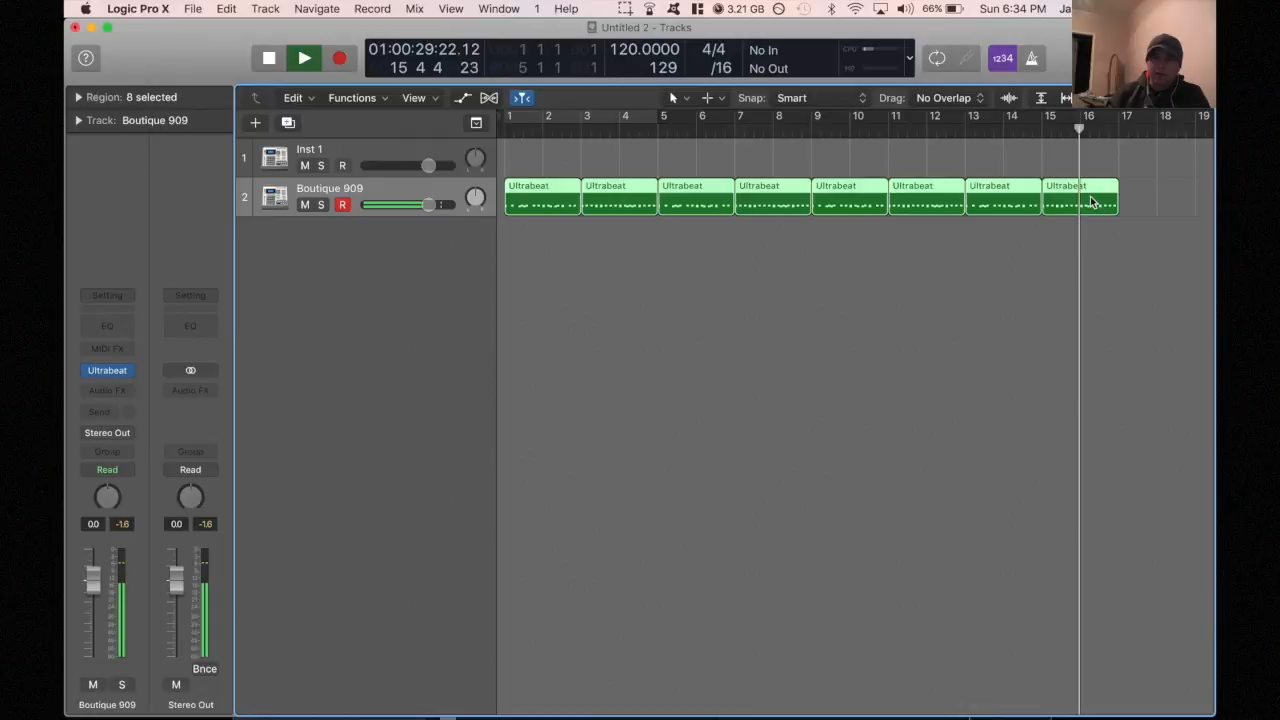 Logic Pro X File Edit Track Navigate Record Mix View Window 1 Help 3.21 GB 66% Sun 6:34 PM Ja
Untitled 2 - Tracks
01:00:29:22.12 1 1 1 120.0000 4/4 No In CPU
15 4 4 23 5 1 1 1 129 /16 No Out HD
1234
Region: 8 selected
Edit Functions View Snap: Smart Drag: No Overlap
Track: Boutique 909
1 2 3 4 5 6 7 8 9 10 11 12 13 14 15 16 17 18 19
1 Inst 1
M S R L R
2 Boutique 909
M S R L R
Ultrabeat Ultrabeat Ultrabeat Ultrabeat Ultrabeat Ultrabeat Ultrabeat Ultrabeat
Setting Setting
EQ EQ
MIDI FX
Ultrabeat
Audio FX Audio FX
Send
Stereo Out
Group Group
Read Read
0.0 -1.6 0.0 -1.6
Bnce
M S M
Boutique 909 Stereo Out